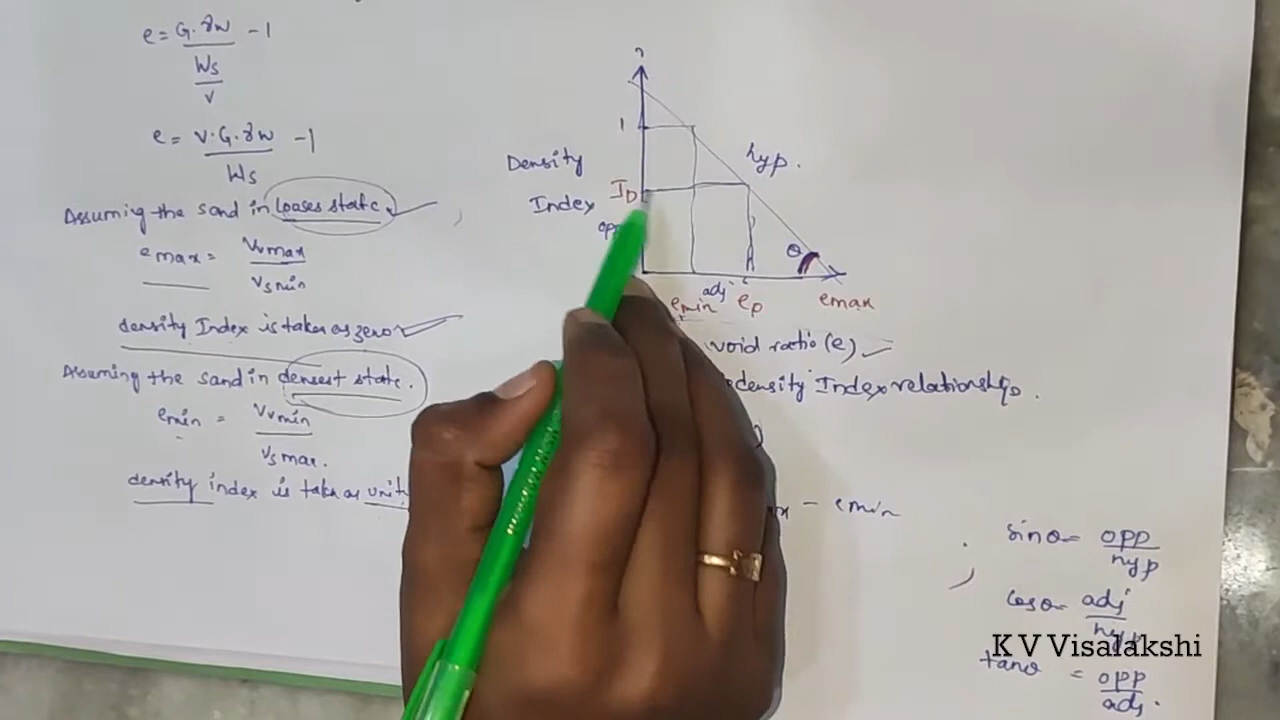 e = G.γw / (Ws / V) - 1
e = V.G.γw / Ws - 1
Assuming the sand in looses state.
emax = Vvmax / Vsmin
density Index is taken as zero
Assuming the sand in densest state.
emin = Vvmin / Vsmax.
density index is taken as unity
1
Density
Index
ID
opp
hyp.
θ
adj
emin
ep
emax
void ratio (e)
density Index relationship.
- emin
sinθ = opp / hyp
cosθ = adj / hyp
tanθ = opp / adj.
K V Visalakshi